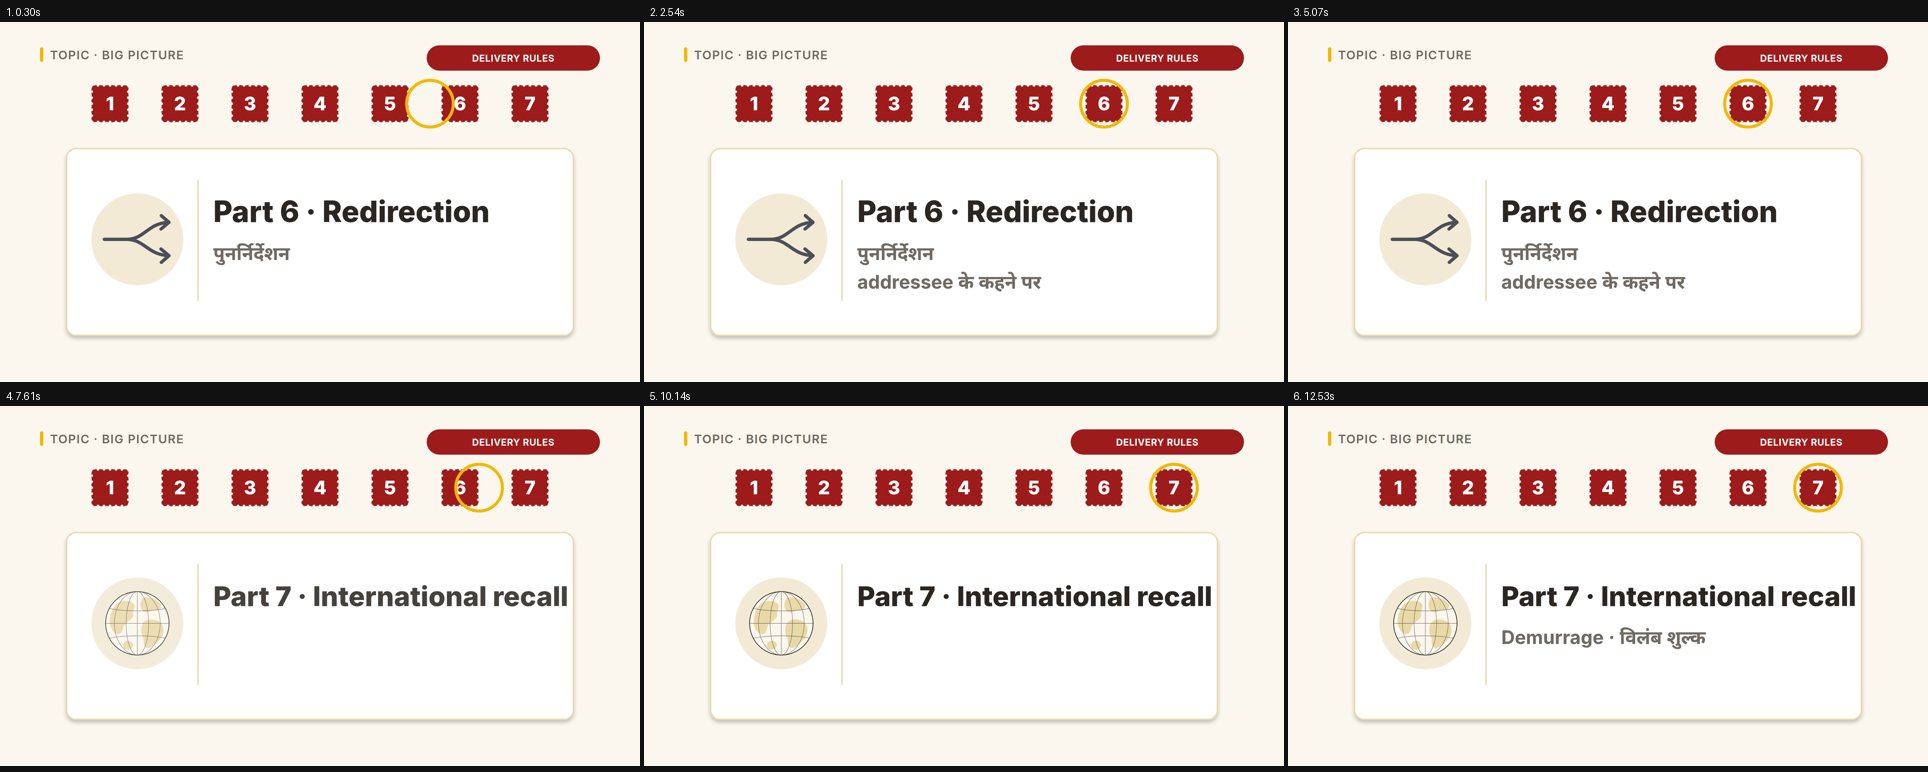 1. 0.30s
TOPIC · BIG PICTURE
DELIVERY RULES
1 2 3 4 5 6 7
Part 6 · Redirection
पुनर्निर्देशन
2. 2.54s
TOPIC · BIG PICTURE
DELIVERY RULES
1 2 3 4 5 6 7
Part 6 · Redirection
पुनर्निर्देशन
addressee के कहने पर
3. 5.07s
TOPIC · BIG PICTURE
DELIVERY RULES
1 2 3 4 5 6 7
Part 6 · Redirection
पुनर्निर्देशन
addressee के कहने पर
4. 7.61s
TOPIC · BIG PICTURE
DELIVERY RULES
1 2 3 4 5 6 7
Part 7 · International recall
5. 10.14s
TOPIC · BIG PICTURE
DELIVERY RULES
1 2 3 4 5 6 7
Part 7 · International recall
6. 12.53s
TOPIC · BIG PICTURE
DELIVERY RULES
1 2 3 4 5 6 7
Part 7 · International recall
Demurrage · विलंब शुल्क